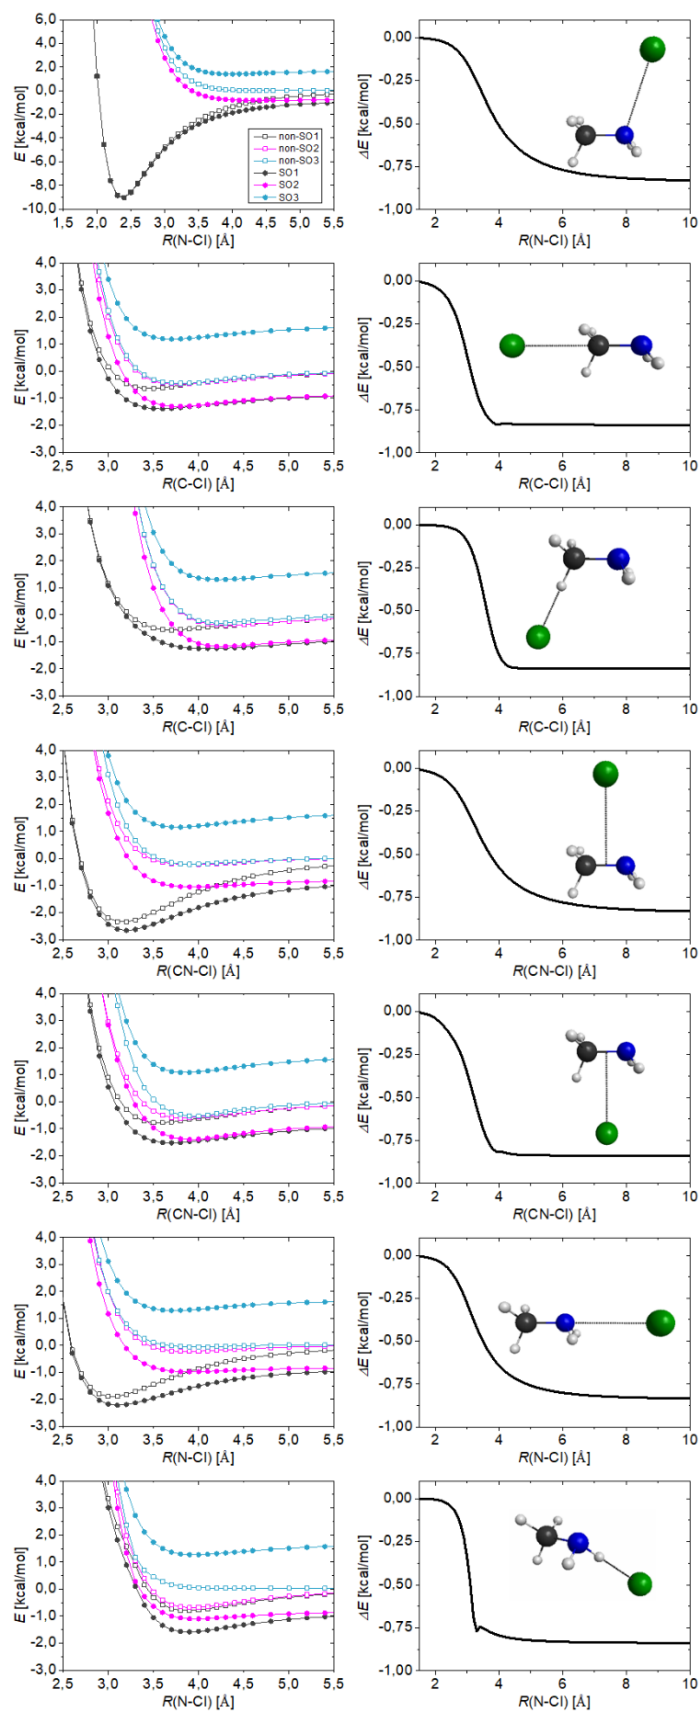 E [kcal/mol]
6,0
4,0
2,0
0,0
-2,0
-4,0
-6,0
-8,0
-10,0
non-SO1
non-SO2
non-SO3
SO1
SO2
SO3
1,5 2,0 2,5 3,0 3,5 4,0 4,5 5,0 5,5
R(N-Cl) [Å]
ΔE [kcal/mol]
0,00
-0,25
-0,50
-0,75
-1,00
2 4 6 8 10
R(N-Cl) [Å]
E [kcal/mol]
4,0
3,0
2,0
1,0
0,0
-1,0
-2,0
-3,0
2,5 3,0 3,5 4,0 4,5 5,0 5,5
R(C-Cl) [Å]
ΔE [kcal/mol]
0,00
-0,25
-0,50
-0,75
-1,00
2 4 6 8 10
R(C-Cl) [Å]
E [kcal/mol]
4,0
3,0
2,0
1,0
0,0
-1,0
-2,0
-3,0
2,5 3,0 3,5 4,0 4,5 5,0 5,5
R(C-Cl) [Å]
ΔE [kcal/mol]
0,00
-0,25
-0,50
-0,75
-1,00
2 4 6 8 10
R(C-Cl) [Å]
E [kcal/mol]
4,0
3,0
2,0
1,0
0,0
-1,0
-2,0
-3,0
2,5 3,0 3,5 4,0 4,5 5,0 5,5
R(CN-Cl) [Å]
ΔE [kcal/mol]
0,00
-0,25
-0,50
-0,75
-1,00
2 4 6 8 10
R(CN-Cl) [Å]
E [kcal/mol]
4,0
3,0
2,0
1,0
0,0
-1,0
-2,0
-3,0
2,5 3,0 3,5 4,0 4,5 5,0 5,5
R(CN-Cl) [Å]
ΔE [kcal/mol]
0,00
-0,25
-0,50
-0,75
-1,00
2 4 6 8 10
R(CN-Cl) [Å]
E [kcal/mol]
4,0
3,0
2,0
1,0
0,0
-1,0
-2,0
-3,0
2,5 3,0 3,5 4,0 4,5 5,0 5,5
R(N-Cl) [Å]
ΔE [kcal/mol]
0,00
-0,25
-0,50
-0,75
-1,00
2 4 6 8 10
R(N-Cl) [Å]
E [kcal/mol]
4,0
3,0
2,0
1,0
0,0
-1,0
-2,0
-3,0
2,5 3,0 3,5 4,0 4,5 5,0 5,5
R(N-Cl) [Å]
ΔE [kcal/mol]
0,00
-0,25
-0,50
-0,75
-1,00
2 4 6 8 10
R(N-Cl) [Å]